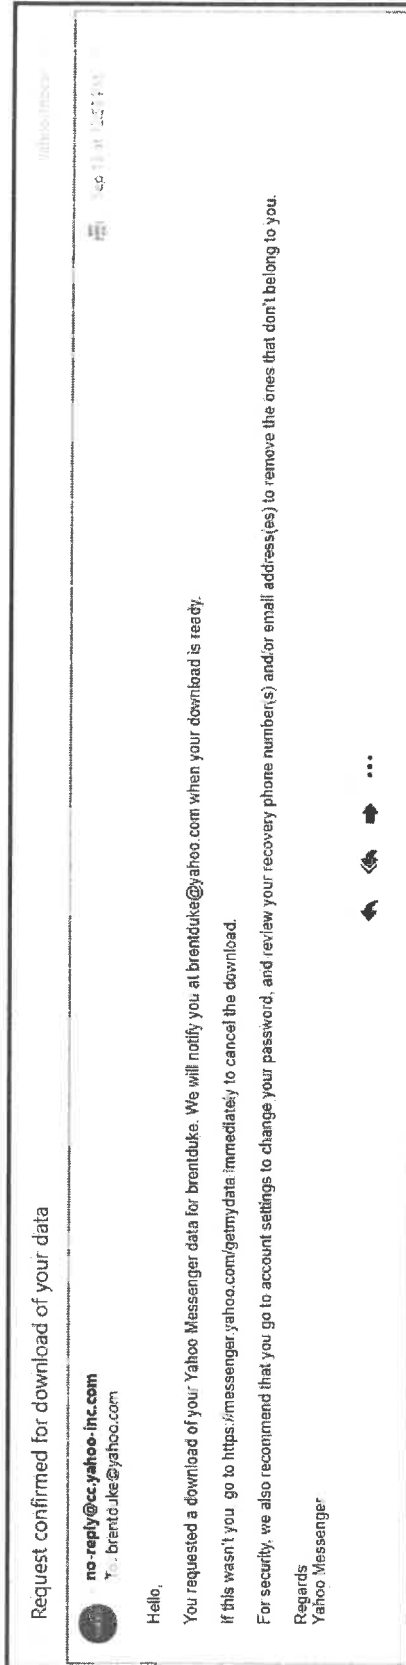 Request confirmed for download of your data
Yahoo/Inbox
no-reply@cc.yahoo-inc.com
To: brentduke@yahoo.com
Hello,
You requested a download of your Yahoo Messenger data for brentduke. We will notify you at brentduke@yahoo.com when your download is ready.
If this wasn't you go to https://messenger.yahoo.com/getmydata immediately to cancel the download.
For security, we also recommend that you go to account settings to change your password, and review your recovery phone number(s) and/or email address(es) to remove the ones that don't belong to you.
Regards
Yahoo Messenger